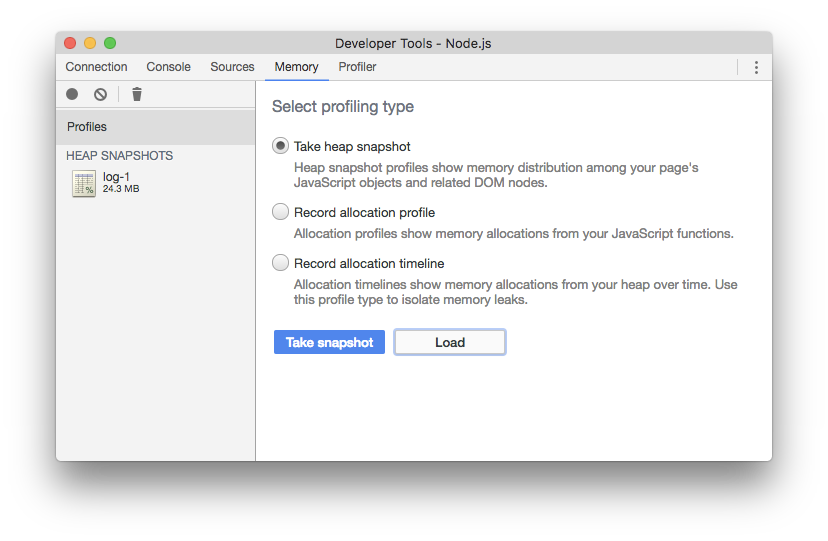 Developer Tools - Node.js
Connection Console Sources Memory Profiler
Profiles
HEAP SNAPSHOTS
log-1
24.3 MB
Select profiling type
Take heap snapshot
Heap snapshot profiles show memory distribution among your page's
JavaScript objects and related DOM nodes.
Record allocation profile
Allocation profiles show memory allocations from your JavaScript functions.
Record allocation timeline
Allocation timelines show memory allocations from your heap over time. Use
this profile type to isolate memory leaks.
Take snapshot Load